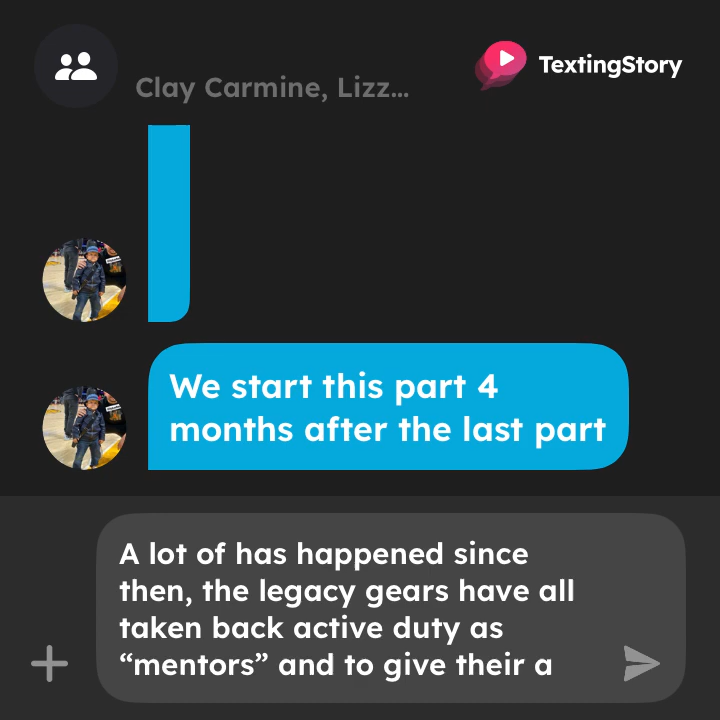 Clay Carmine, Lizz...
TextingStory
We start this part 4
months after the last part
A lot of has happened since
then, the legacy gears have all
taken back active duty as
“mentors” and to give their a